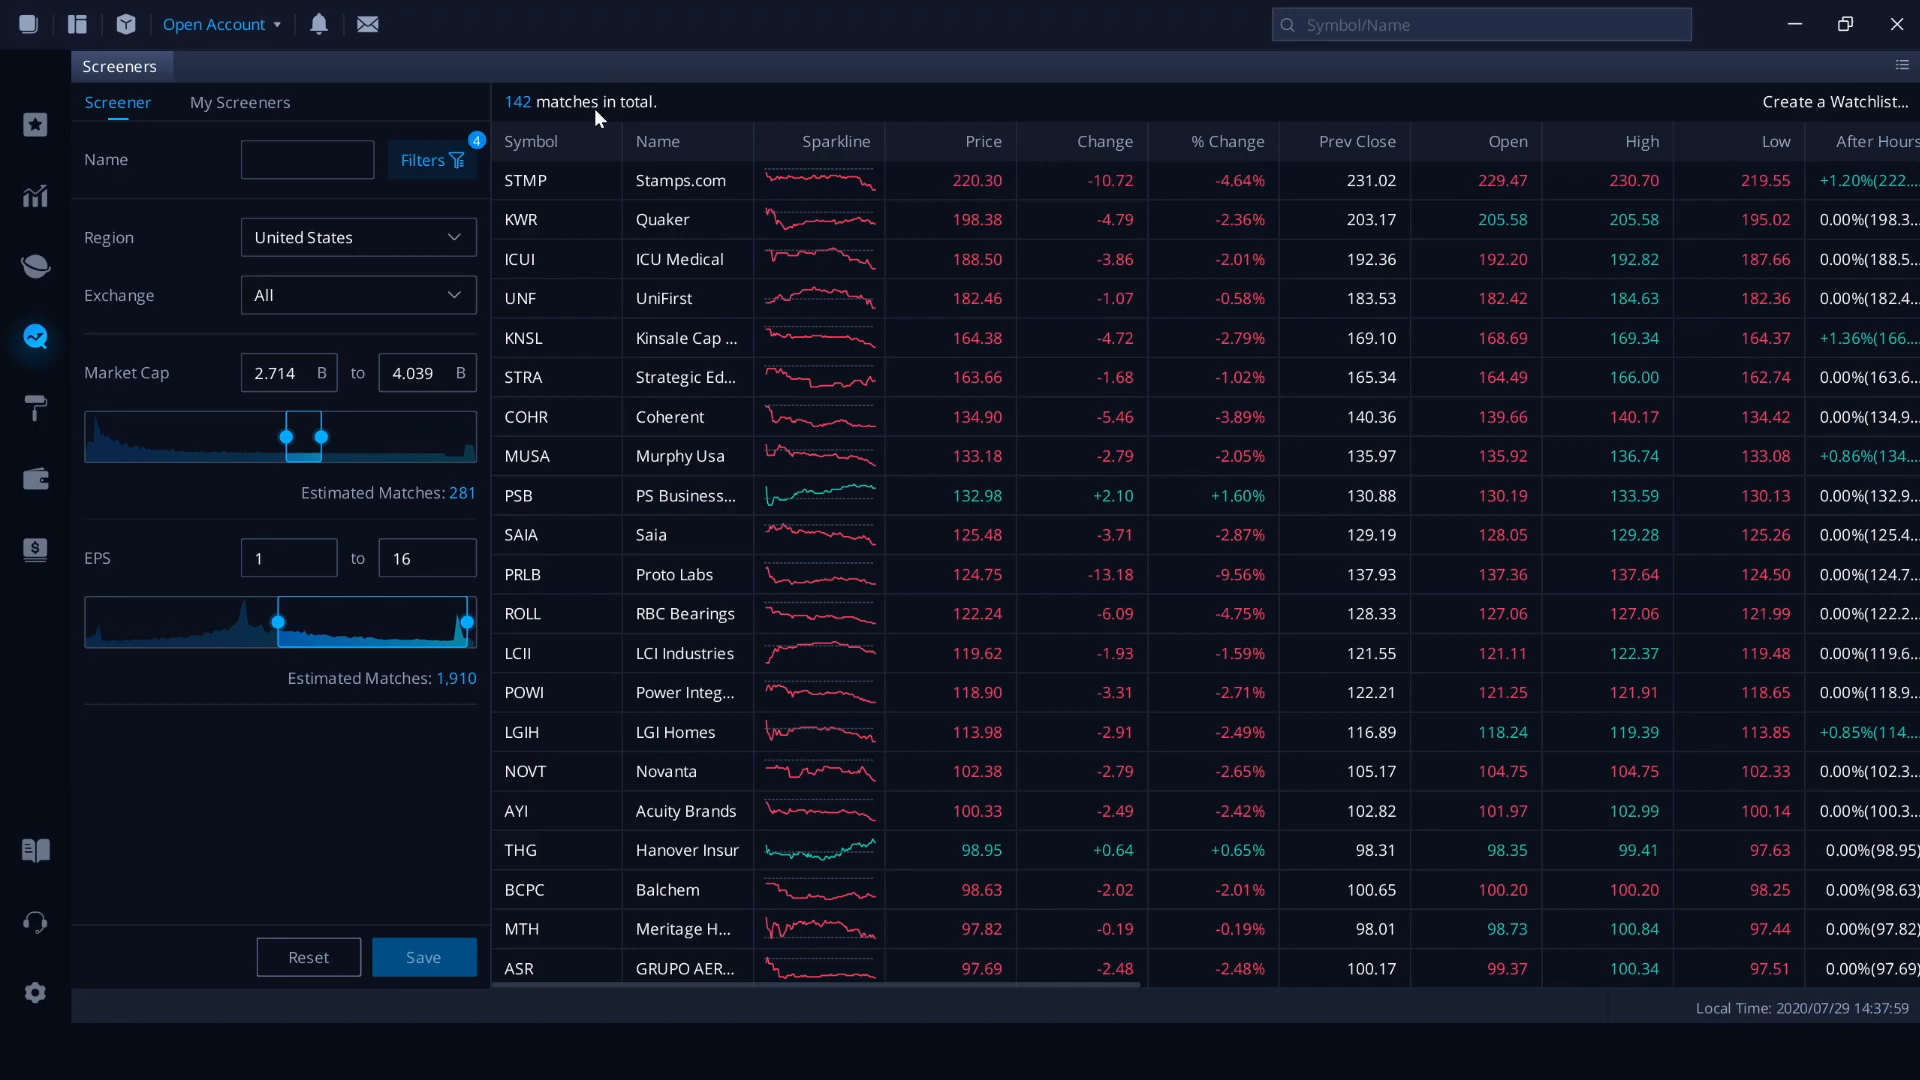 Open Account
Symbol/Name
Screeners
Screener My Screeners
142 matches in total.
Create a Watchlist...
Name
Filters 4
Region United States
Exchange All
Market Cap 2.714 B to 4.039 B
Estimated Matches: 281
EPS 1 to 16
Estimated Matches: 1,910
Reset Save
Symbol Name Sparkline Price Change % Change Prev Close Open High Low After Hours
STMP Stamps.com 220.30 -10.72 -4.64% 231.02 229.47 230.70 219.55 +1.20%(222....
KWR Quaker 198.38 -4.79 -2.36% 203.17 205.58 205.58 195.02 0.00%(198.3...
ICUI ICU Medical 188.50 -3.86 -2.01% 192.36 192.20 192.82 187.66 0.00%(188.5...
UNF UniFirst 182.46 -1.07 -0.58% 183.53 182.42 184.63 182.36 0.00%(182.4...
KNSL Kinsale Cap ... 164.38 -4.72 -2.79% 169.10 168.69 169.34 164.37 +1.36%(166....
STRA Strategic Ed... 163.66 -1.68 -1.02% 165.34 164.49 166.00 162.74 0.00%(163.6...
COHR Coherent 134.90 -5.46 -3.89% 140.36 139.66 140.17 134.42 0.00%(134.9...
MUSA Murphy Usa 133.18 -2.79 -2.05% 135.97 135.92 136.74 133.08 +0.86%(134....
PSB PS Business... 132.98 +2.10 +1.60% 130.88 130.19 133.59 130.13 0.00%(132.9...
SAIA Saia 125.48 -3.71 -2.87% 129.19 128.05 129.28 125.26 0.00%(125.4...
PRLB Proto Labs 124.75 -13.18 -9.56% 137.93 137.36 137.64 124.50 0.00%(124.7...
ROLL RBC Bearings 122.24 -6.09 -4.75% 128.33 127.06 127.06 121.99 0.00%(122.2...
LCII LCI Industries 119.62 -1.93 -1.59% 121.55 121.11 122.37 119.48 0.00%(119.6...
POWI Power Integ... 118.90 -3.31 -2.71% 122.21 121.25 121.91 118.65 0.00%(118.9...
LGIH LGI Homes 113.98 -2.91 -2.49% 116.89 118.24 119.39 113.85 +0.85%(114....
NOVT Novanta 102.38 -2.79 -2.65% 105.17 104.75 104.75 102.33 0.00%(102.3...
AYI Acuity Brands 100.33 -2.49 -2.42% 102.82 101.97 102.99 100.14 0.00%(100.3...
THG Hanover Insur 98.95 +0.64 +0.65% 98.31 98.35 99.41 97.63 0.00%(98.95)
BCPC Balchem 98.63 -2.02 -2.01% 100.65 100.20 100.20 98.25 0.00%(98.63)
MTH Meritage H... 97.82 -0.19 -0.19% 98.01 98.73 100.84 97.44 0.00%(97.82)
ASR GRUPO AER... 97.69 -2.48 -2.48% 100.17 99.37 100.34 97.51 0.00%(97.69)
Local Time: 2020/07/29 14:37:59